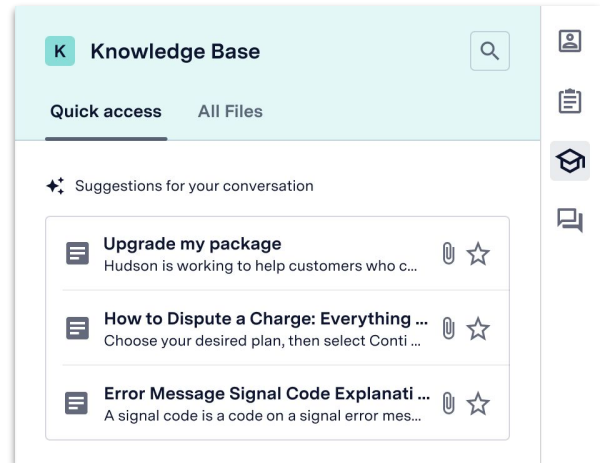 K Knowledge Base
Quick access All Files
Suggestions for your conversation
Upgrade my package
Hudson is working to help customers who c...
How to Dispute a Charge: Everything ...
Choose your desired plan, then select Conti ...
Error Message Signal Code Explanati ...
A signal code is a code on a signal error mes...